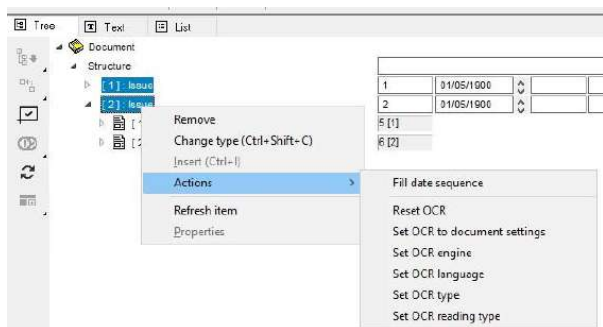 Tree Text List
Document
Structure
[1]: Issue 1 01/05/1900
[2]: Issue 2 01/05/1900
[1 5 [1]
[2 6 [2]
Remove
Change type (Ctrl+Shift+C)
Insert (Ctrl+I)
Actions
Refresh item
Properties
Fill date sequence
Reset OCR
Set OCR to document settings
Set OCR engine
Set OCR language
Set OCR type
Set OCR reading type